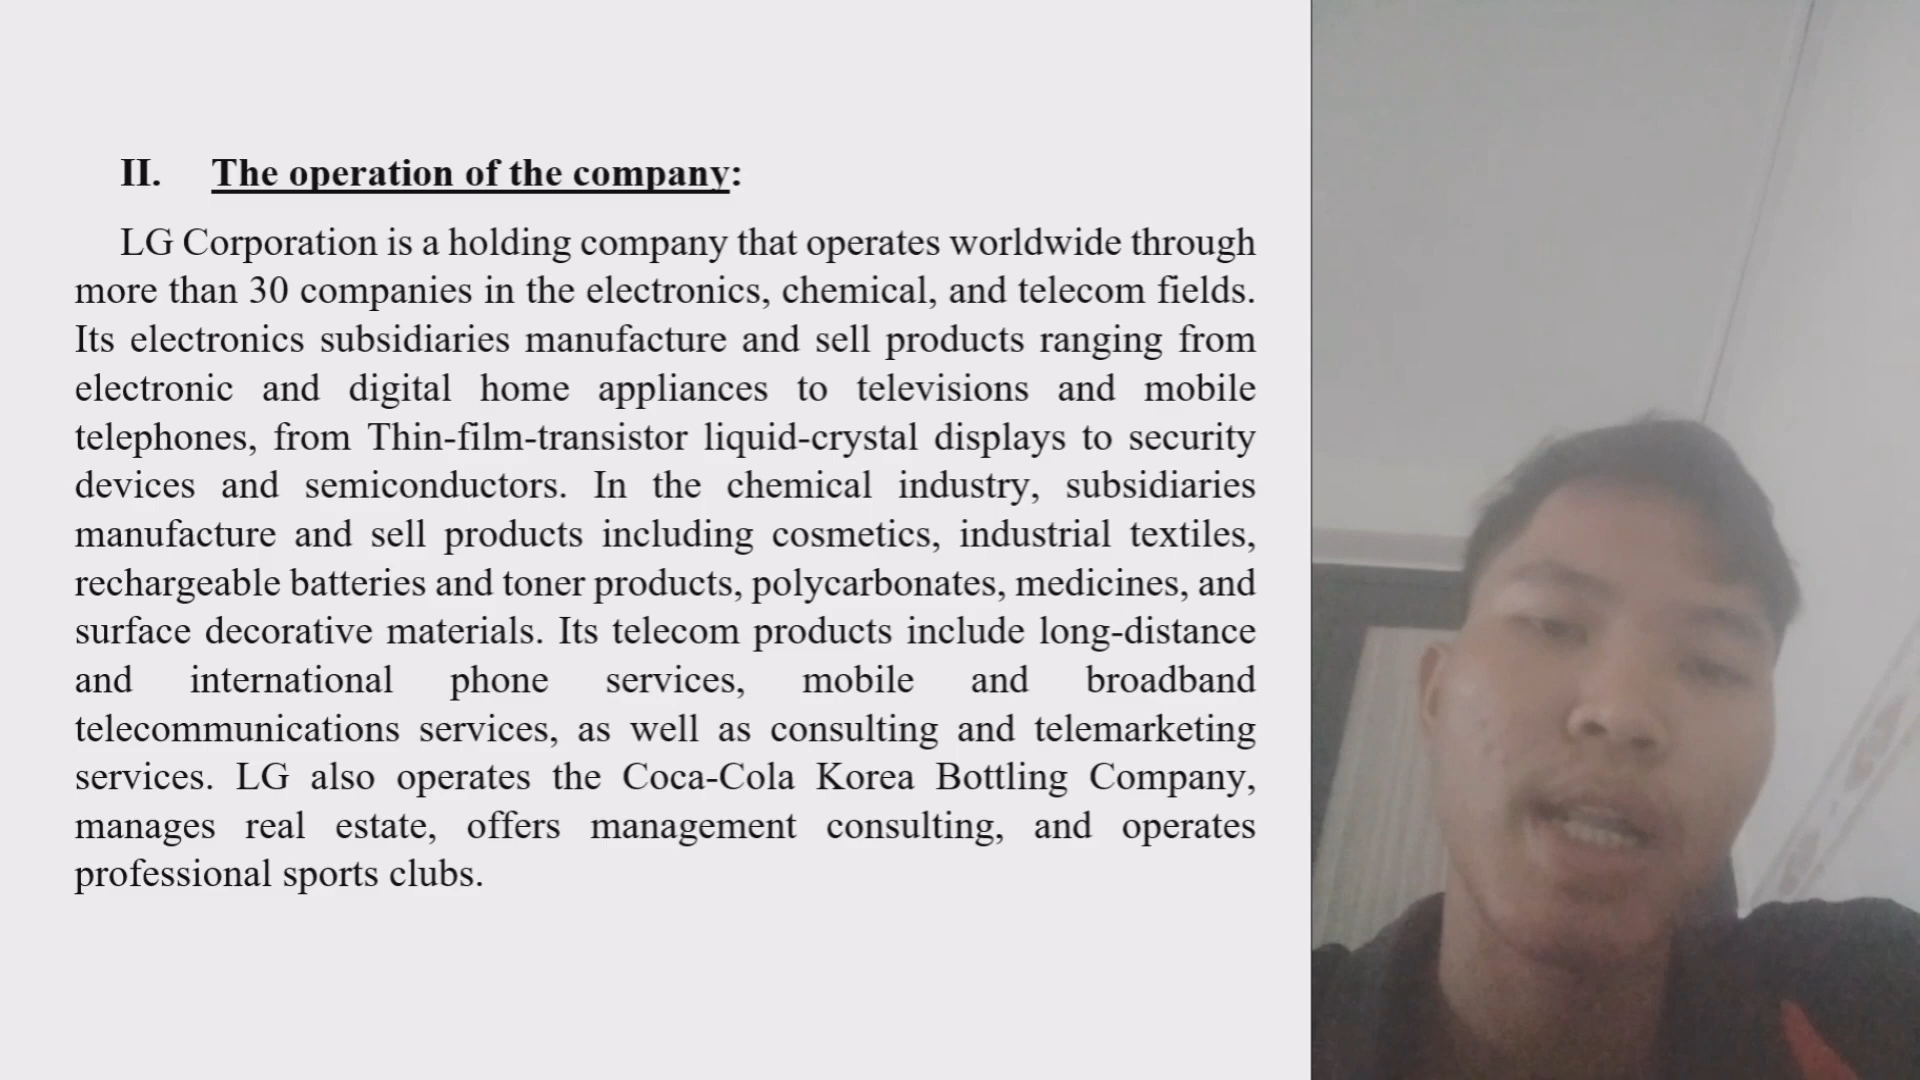 II. The operation of the company:
LG Corporation is a holding company that operates worldwide through
more than 30 companies in the electronics, chemical, and telecom fields.
Its electronics subsidiaries manufacture and sell products ranging from
electronic and digital home appliances to televisions and mobile
telephones, from Thin-film-transistor liquid-crystal displays to security
devices and semiconductors. In the chemical industry, subsidiaries
manufacture and sell products including cosmetics, industrial textiles,
rechargeable batteries and toner products, polycarbonates, medicines, and
surface decorative materials. Its telecom products include long-distance
and international phone services, mobile and broadband
telecommunications services, as well as consulting and telemarketing
services. LG also operates the Coca-Cola Korea Bottling Company,
manages real estate, offers management consulting, and operates
professional sports clubs.